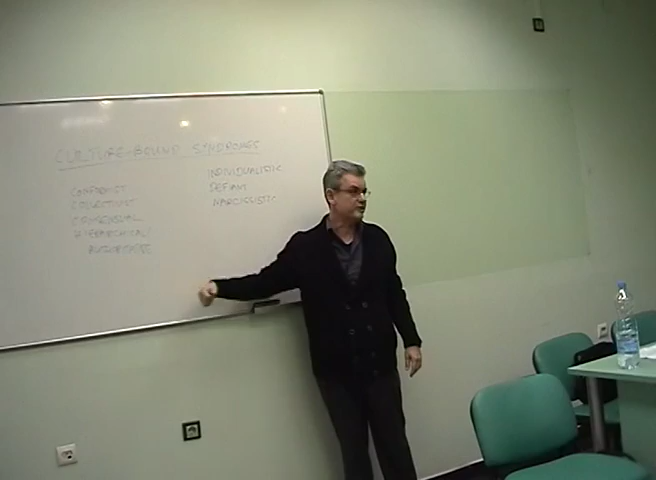 CULTURE-BOUND SYNDROMES
INDIVIDUALISTIC
CONFORMIST
DEFIANT
COLLECTIVIST
NARCISSISTIC
CONSENSUAL
HIERARCHICAL